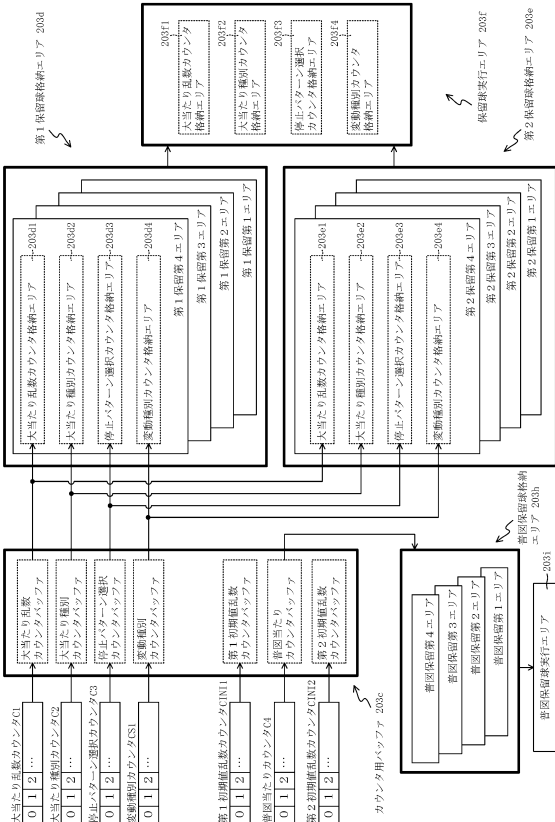 大当たり乱数カウンタC1
0 1 2 …
大当たり種別カウンタC2
0 1 2 …
停止パターン選択カウンタC3
0 1 2 …
変動種別カウンタCS1
0 1 2 …
第１初期値乱数カウンタCINI1
0 1 2 …
普図当たりカウンタC4
0 1 2 …
第２初期値乱数カウンタCINI2
0 1 2 …
大当たり乱数
カウンタバッファ
大当たり種別
カウンタバッファ
停止パターン選択
カウンタバッファ
変動種別
カウンタバッファ
第１初期値乱数
カウンタバッファ
普図当たり
カウンタバッファ
第２初期値乱数
カウンタバッファ
カウンタ用バッファ 203c
第１保留球格納エリア 203d
大当たり乱数カウンタ格納エリア
203d1
大当たり種別カウンタ格納エリア
203d2
停止パターン選択カウンタ格納エリア
203d3
変動種別カウンタ格納エリア
203d4
第１保留第４エリア
第１保留第３エリア
第１保留第２エリア
第１保留第１エリア
大当たり乱数カウンタ格納エリア
203e1
大当たり種別カウンタ格納エリア
203e2
停止パターン選択カウンタ格納エリア
203e3
変動種別カウンタ格納エリア
203e4
第２保留第４エリア
第２保留第３エリア
第２保留第２エリア
第２保留第１エリア
第２保留球格納エリア 203e
203f1
大当たり乱数カウンタ
格納エリア
203f2
大当たり種別カウンタ
格納エリア
203f3
停止パターン選択
カウンタ格納エリア
203f4
変動種別カウンタ
格納エリア
保留球実行エリア 203f
普図保留球格納
エリア 203h
普図保留第４エリア
普図保留第３エリア
普図保留第２エリア
普図保留第１エリア
普図保留球実行エリア
203i